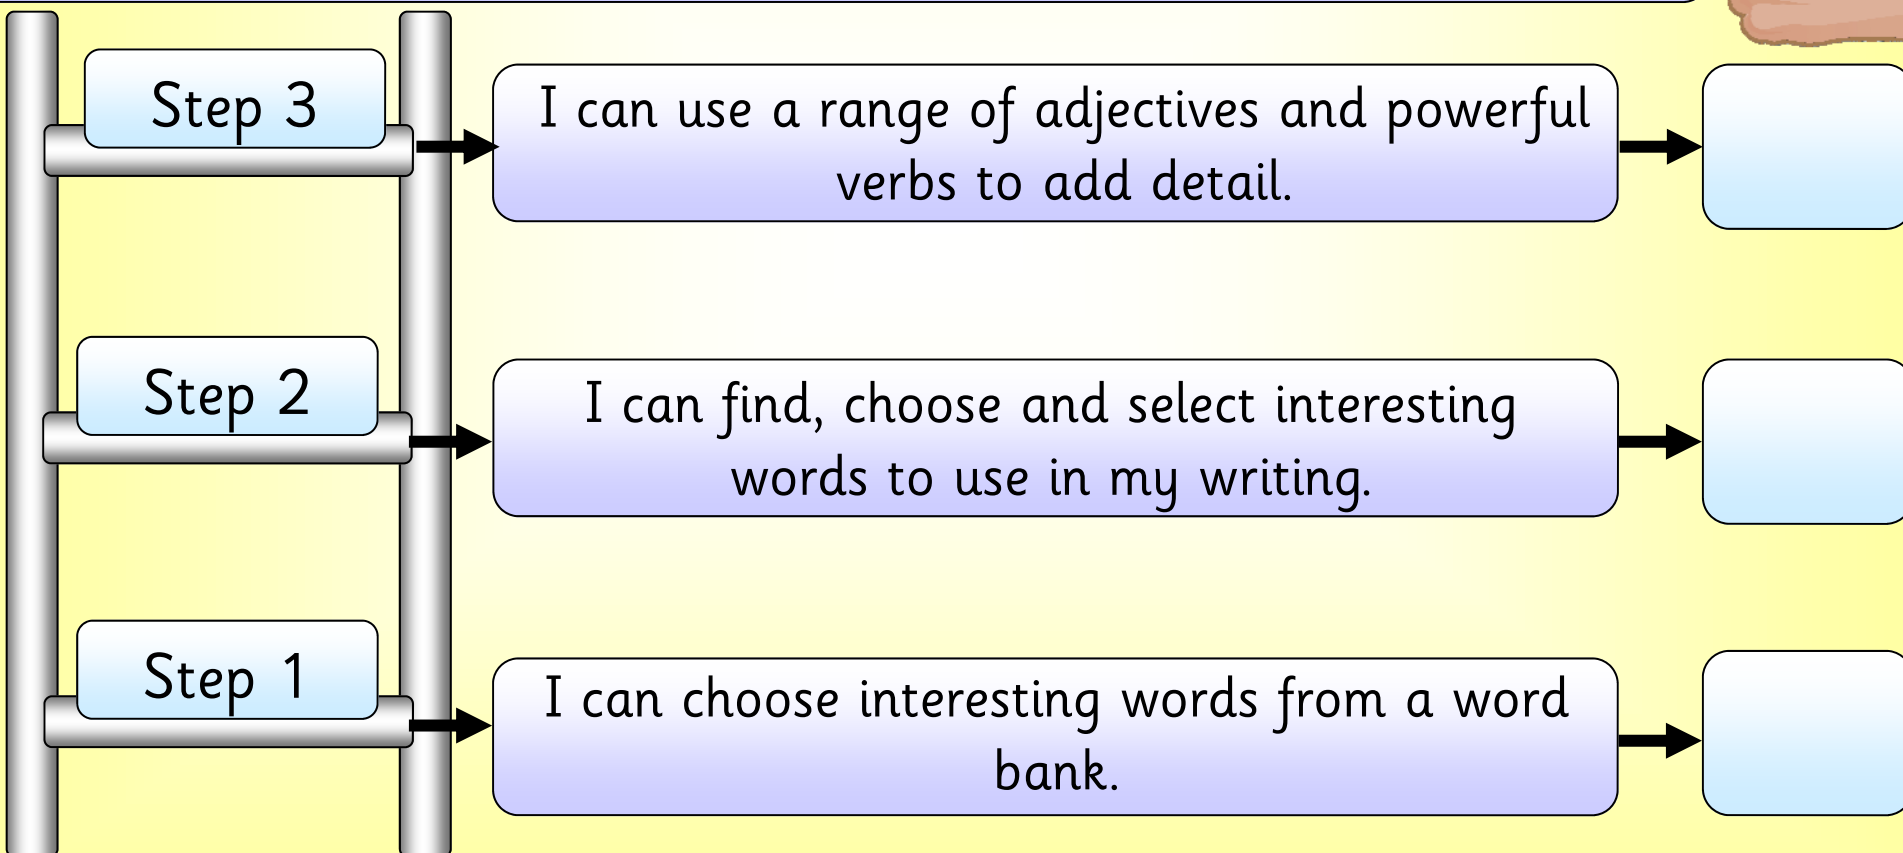 Step 3
I can use a range of adjectives and powerful
verbs to add detail.
Step 2
I can find, choose and select interesting
words to use in my writing.
Step 1
I can choose interesting words from a word
bank.